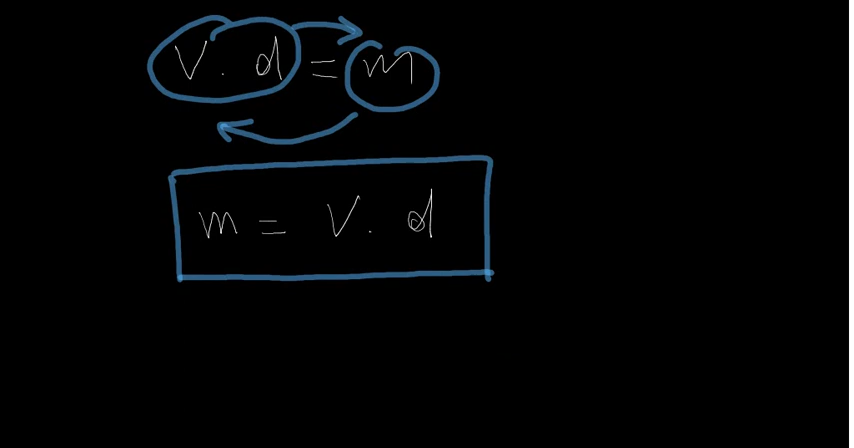 V . d = m
m = V . d